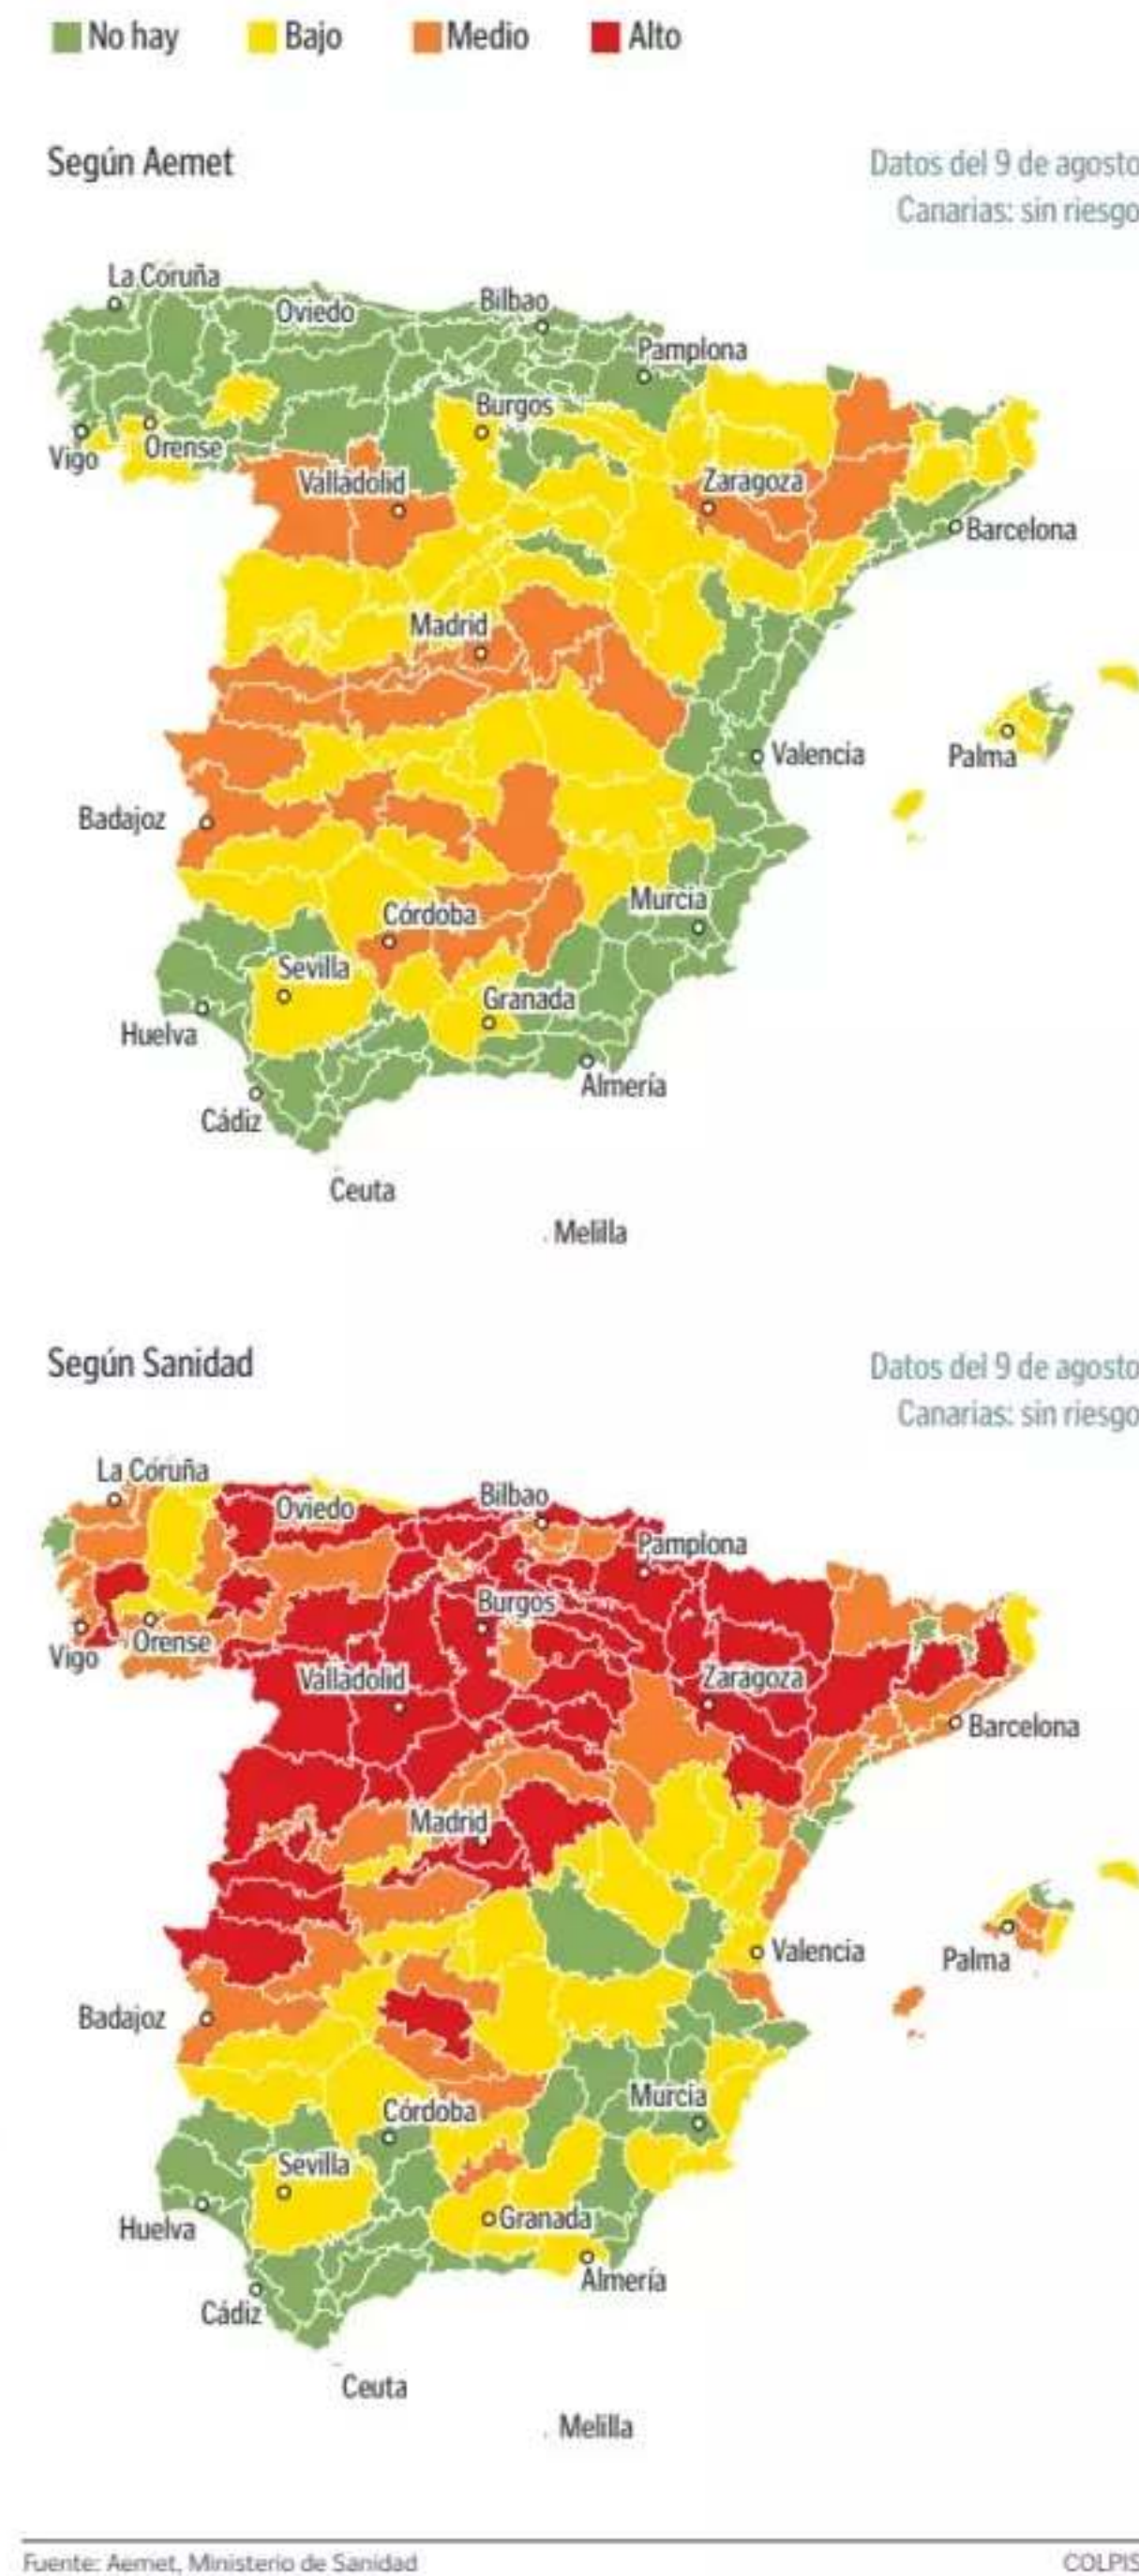 No hay Bajo Medio Alto
Según Aemet
Datos del 9 de agosto
Canarias: sin riesgo
La Coruña
Oviedo
Bilbao
Pamplona
Burgos
Vigo
Orense
Valladolid
Zaragoza
Barcelona
Madrid
Palma
Valencia
Badajoz
Murcia
Córdoba
Sevilla
Granada
Huelva
Almería
Cádiz
Ceuta
Melilla
Según Sanidad
Datos del 9 de agosto
Canarias: sin riesgo
La Coruña
Oviedo
Bilbao
Pamplona
Burgos
Vigo
Orense
Valladolid
Zaragoza
Barcelona
Madrid
Valencia
Palma
Badajoz
Murcia
Córdoba
Sevilla
Granada
Huelva
Almería
Cádiz
Ceuta
Melilla
Fuente: Aemet, Ministerio de Sanidad
COLPIS